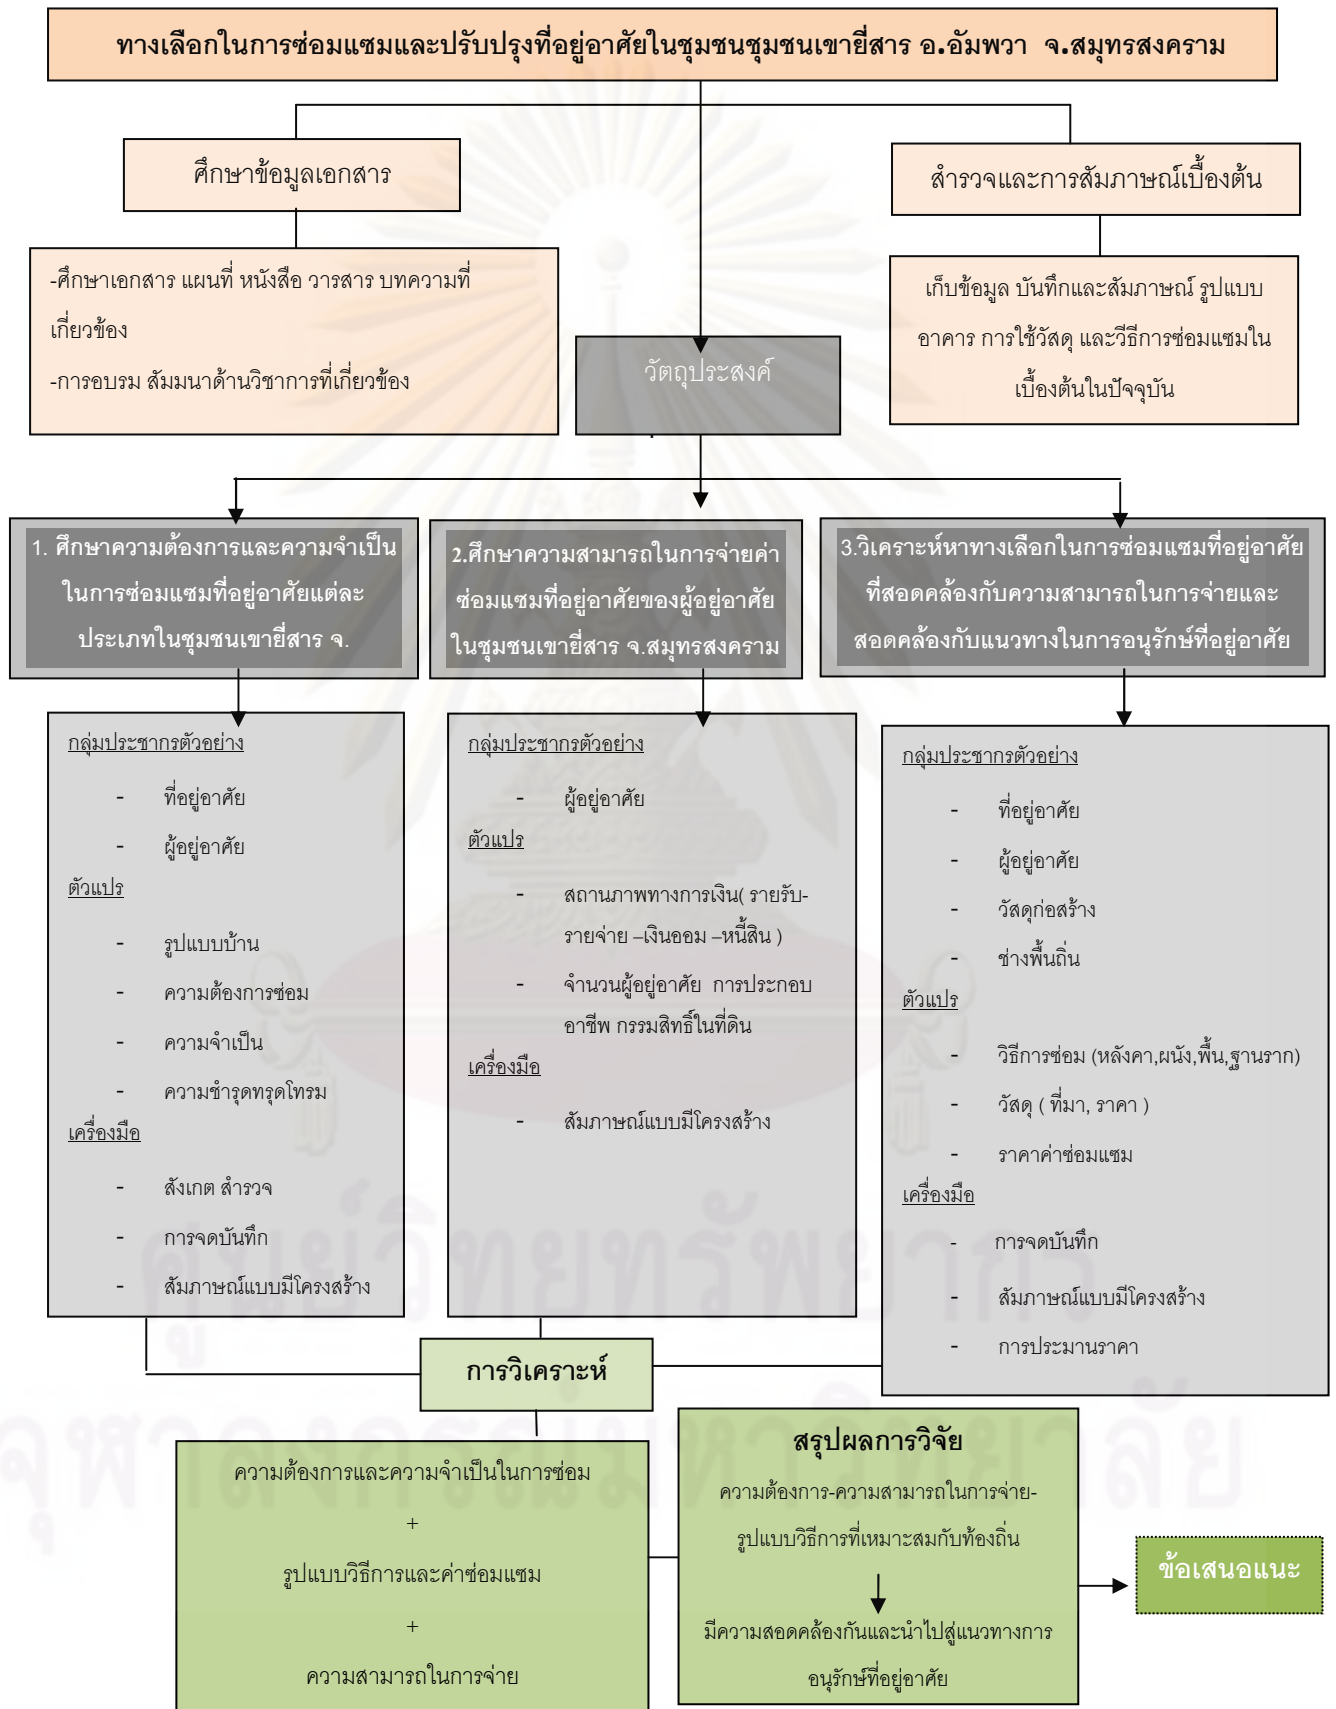 ทางเลือกในการซ่อมแซมและปรับปรุงที่อยู่อาศัยในชุมชนชุมชนเขายี่สาร อ.อัมพวา จ.สมุทรสงคราม
ศึกษาข้อมูลเอกสาร
-ศึกษาเอกสาร แผนที่ หนังสือ วารสาร บทความที่
เกี่ยวข้อง
-การอบรม สัมมนาด้านวิชาการที่เกี่ยวข้อง
สำรวจและการสัมภาษณ์เบื้องต้น
เก็บข้อมูล บันทึกและสัมภาษณ์ รูปแบบ
อาคาร การใช้วัสดุ และวีธีการซ่อมแซมใน
เบื้องต้นในปัจจุบัน
วัตถุประสงค์
1. ศึกษาความต้องการและความจำเป็น
ในการซ่อมแซมที่อยู่อาศัยแต่ละ
ประเภทในชุมชนเขายี่สาร จ.
2.ศึกษาความสามารถในการจ่ายค่า
ซ่อมแซมที่อยู่อาศัยของผู้อยู่อาศัย
ในชุมชนเขายี่สาร จ.สมุทรสงคราม
3.วิเคราะห์หาทางเลือกในการซ่อมแซมที่อยู่อาศัย
ที่สอดคล้องกับความสามารถในการจ่ายและ
สอดคล้องกับแนวทางในการอนุรักษ์ที่อยู่อาศัย
กลุ่มประชากรตัวอย่าง
- ที่อยู่อาศัย
- ผู้อยู่อาศัย
ตัวแปร
- รูปแบบบ้าน
- ความต้องการซ่อม
- ความจำเป็น
- ความชำรุดทรุดโทรม
เครื่องมือ
- สังเกต สำรวจ
- การจดบันทึก
- สัมภาษณ์แบบมีโครงสร้าง
กลุ่มประชากรตัวอย่าง
- ผู้อยู่อาศัย
ตัวแปร
- สถานภาพทางการเงิน( รายรับ-
รายจ่าย –เงินออม –หนี้สิน )
- จำนวนผู้อยู่อาศัย การประกอบ
อาชีพ กรรมสิทธิ์ในที่ดิน
เครื่องมือ
- สัมภาษณ์แบบมีโครงสร้าง
กลุ่มประชากรตัวอย่าง
- ที่อยู่อาศัย
- ผู้อยู่อาศัย
- วัสดุก่อสร้าง
- ช่างพื้นถิ่น
ตัวแปร
- วิธีการซ่อม (หลังคา,ผนัง,พื้น,ฐานราก)
- วัสดุ ( ที่มา, ราคา )
- ราคาค่าซ่อมแซม
เครื่องมือ
- การจดบันทึก
- สัมภาษณ์แบบมีโครงสร้าง
- การประมานราคา
การวิเคราะห์
ความต้องการและความจำเป็นในการซ่อม
+
รูปแบบวิธีการและค่าซ่อมแซม
+
ความสามารถในการจ่าย
สรุปผลการวิจัย
ความต้องการ-ความสามารถในการจ่าย-
รูปแบบวิธีการที่เหมาะสมกับท้องถิ่น
มีความสอดคล้องกันและนำไปสู่แนวทางการ
อนุรักษ์ที่อยู่อาศัย
ข้อเสนอแนะ
ศูนย์วิทยทรัพยากร
จุฬาลงกรณ์มหาวิทยาลัย